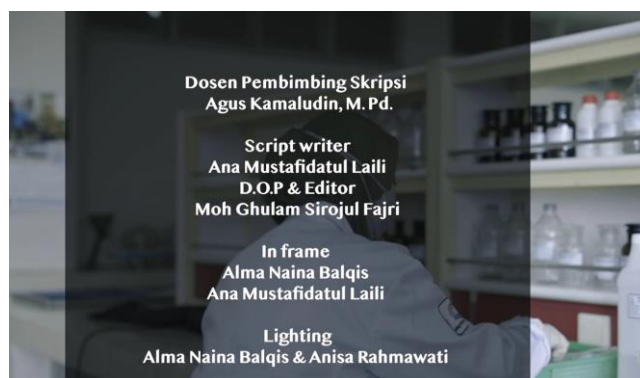 Dosen Pembimbing Skripsi
Agus Kamaludin, M. Pd.
Script writer
Ana Mustafidatul Laili
D.O.P & Editor
Moh Ghulam Sirojul Fajri
In frame
Alma Naina Balqis
Ana Mustafidatul Laili
Lighting
Alma Naina Balqis & Anisa Rahmawati